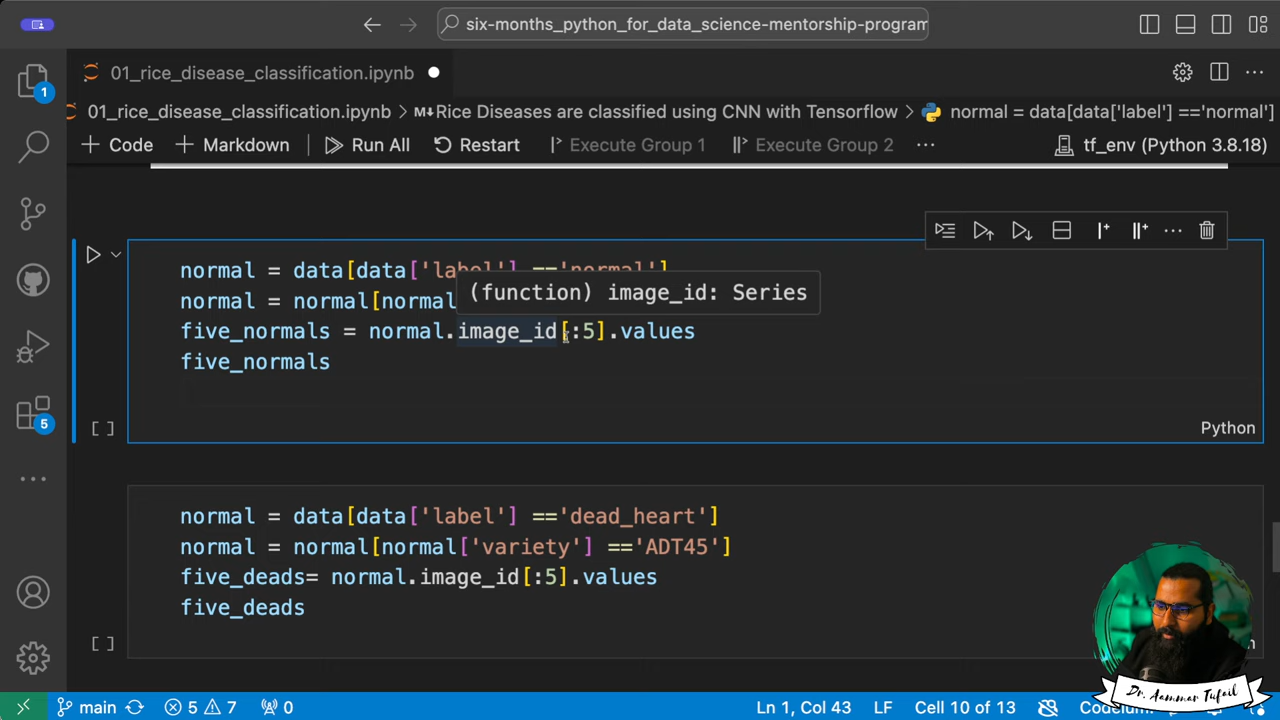 six-months_python_for_data_science-mentorship-program
01_rice_disease_classification.ipynb
01_rice_disease_classification.ipynb > M↓Rice Diseases are classified using CNN with Tensorflow > normal = data[data['label'] =='normal']
+ Code + Markdown Run All Restart Execute Group 1 Execute Group 2 ... tf_env (Python 3.8.18)
1
normal = data[data['label'] =='normal']
(function) image_id: Series
normal = normal[normal
five_normals = normal.image_id[:5].values
five_normals
[ ]
Python
5
normal = data[data['label'] =='dead_heart']
normal = normal[normal['variety'] =='ADT45']
five_deads= normal.image_id[:5].values
five_deads
[ ]
Dr. Aammar Tufail
main 5 7 0 Ln 1, Col 43 LF Cell 10 of 13